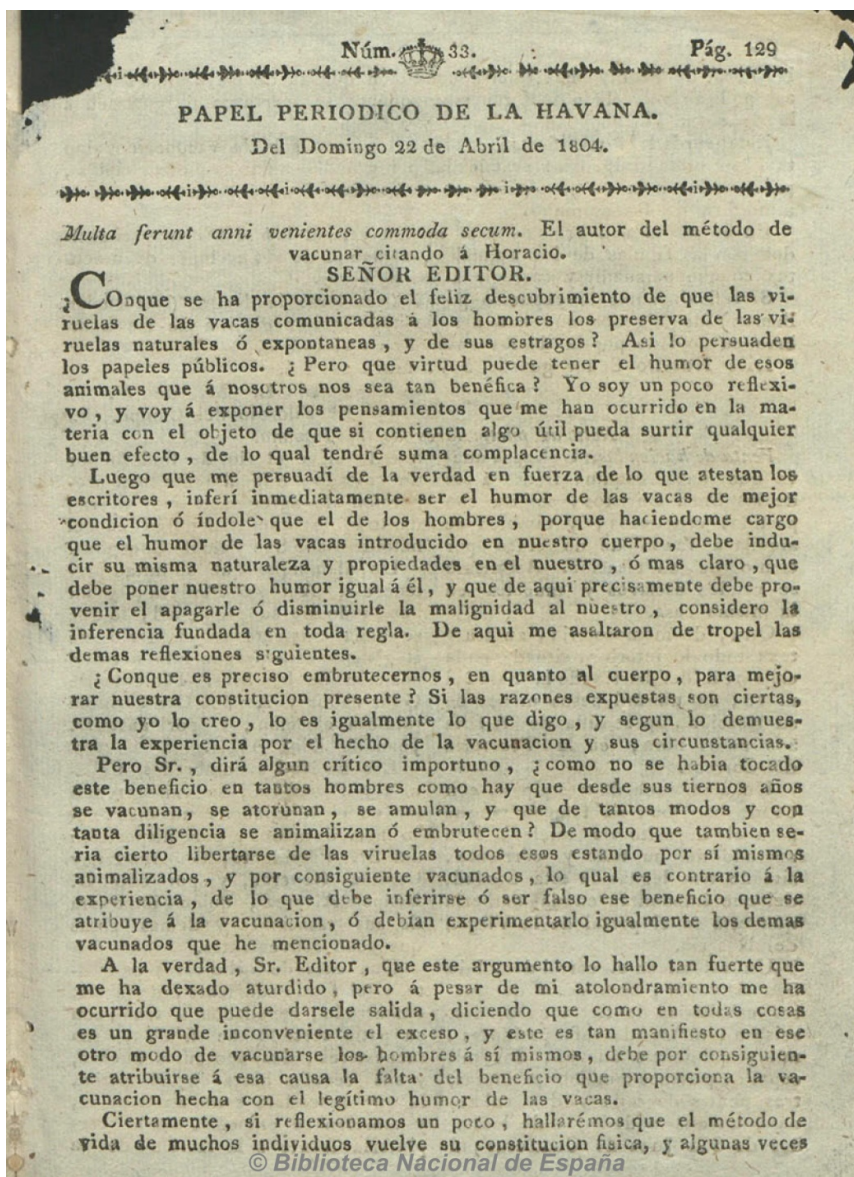 Núm. 33. Pág. 129
PAPEL PERIODICO DE LA HAVANA.
Del Domingo 22 de Abril de 1804.
Multa ferunt anni venientes commoda secum. El autor del método de
vacunar citando á Horacio.
SEÑOR EDITOR.
¿COnque se ha proporcionado el feliz descubrimiento de que las vi-
ruelas de las vacas comunicadas á los hombres los preserva de las vi-
ruelas naturales ó expontaneas, y de sus estragos? Asi lo persuaden
los papeles públicos. ¿Pero que virtud puede tener el humor de esos
animales que á nosotros nos sea tan benéfica? Yo soy un poco reflexi-
vo, y voy á exponer los pensamientos que me han ocurrido en la ma-
teria con el objeto de que si contienen algo útil pueda surtir qualquier
buen efecto, de lo qual tendré suma complacencia.
Luego que me persuadí de la verdad en fuerza de lo que atestan los
escritores, inferí inmediatamente ser el humor de las vacas de mejor
condicion ó índole que el de los hombres, porque haciendome cargo
que el humor de las vacas introducido en nuestro cuerpo, debe indu-
cir su misma naturaleza y propiedades en el nuestro, ó mas claro, que
debe poner nuestro humor igual á él, y que de aqui precisamente debe pro-
venir el apagarle ó disminuirle la malignidad al nuestro, considero la
inferencia fundada en toda regla. De aqui me asaltaron de tropel las
demas reflexiones siguientes.
¿Conque es preciso embrutecernos, en quanto al cuerpo, para mejo-
rar nuestra constitucion presente? Si las razones expuestas son ciertas,
como yo lo creo, lo es igualmente lo que digo, y segun lo demues-
tra la experiencia por el hecho de la vacunacion y sus circunstancias.
Pero Sr., dirá algun crítico importuno, ¿como no se habia tocado
este beneficio en tantos hombres como hay que desde sus tiernos años
se vacunan, se atorunan, se amulan, y que de tantos modos y con
tanta diligencia se animalizan ó embrutecen? De modo que tambien se-
ria cierto libertarse de las viruelas todos esos estando por sí mismos
animalizados, y por consiguiente vacunados, lo qual es contrario á la
experiencia, de lo que debe inferirse ó ser falso ese beneficio que se
atribuye á la vacunacion, ó debian experimentarlo igualmente los demas
vacunados que he mencionado.
A la verdad, Sr. Editor, que este argumento lo hallo tan fuerte que
me ha dexado aturdido, pero á pesar de mi atolondramiento me ha
ocurrido que puede darsele salida, diciendo que como en todas cosas
es un grande inconveniente el exceso, y este es tan manifiesto en ese
otro modo de vacunarse los hombres á sí mismos, debe por consiguien-
te atribuirse á esa causa la falta del beneficio que proporciona la va-
cunacion hecha con el legítimo humor de las vacas.
Ciertamente, si reflexionamos un poco, hallarémos que el método de
vida de muchos individuos vuelve su constitucion fisica, y algunas veces
© Biblioteca Nacional de España